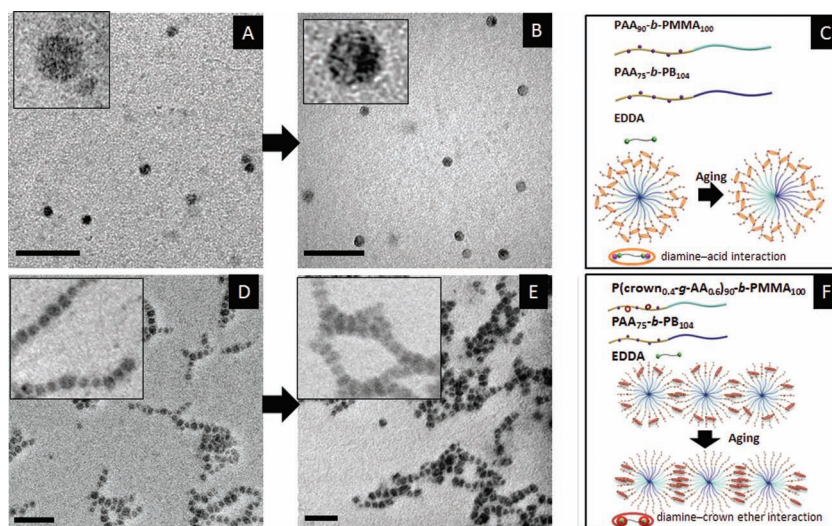 A
B
C
PAA₉₀-b-PMMA₁₀₀
PAA₇₅-b-PB₁₀₄
EDDA
Aging
diamine–acid interaction
D
E
F
P(crown₀.₄-g-AA₀.₆)₉₀-b-PMMA₁₀₀
PAA₇₅-b-PB₁₀₄
EDDA
Aging
diamine–crown ether interaction